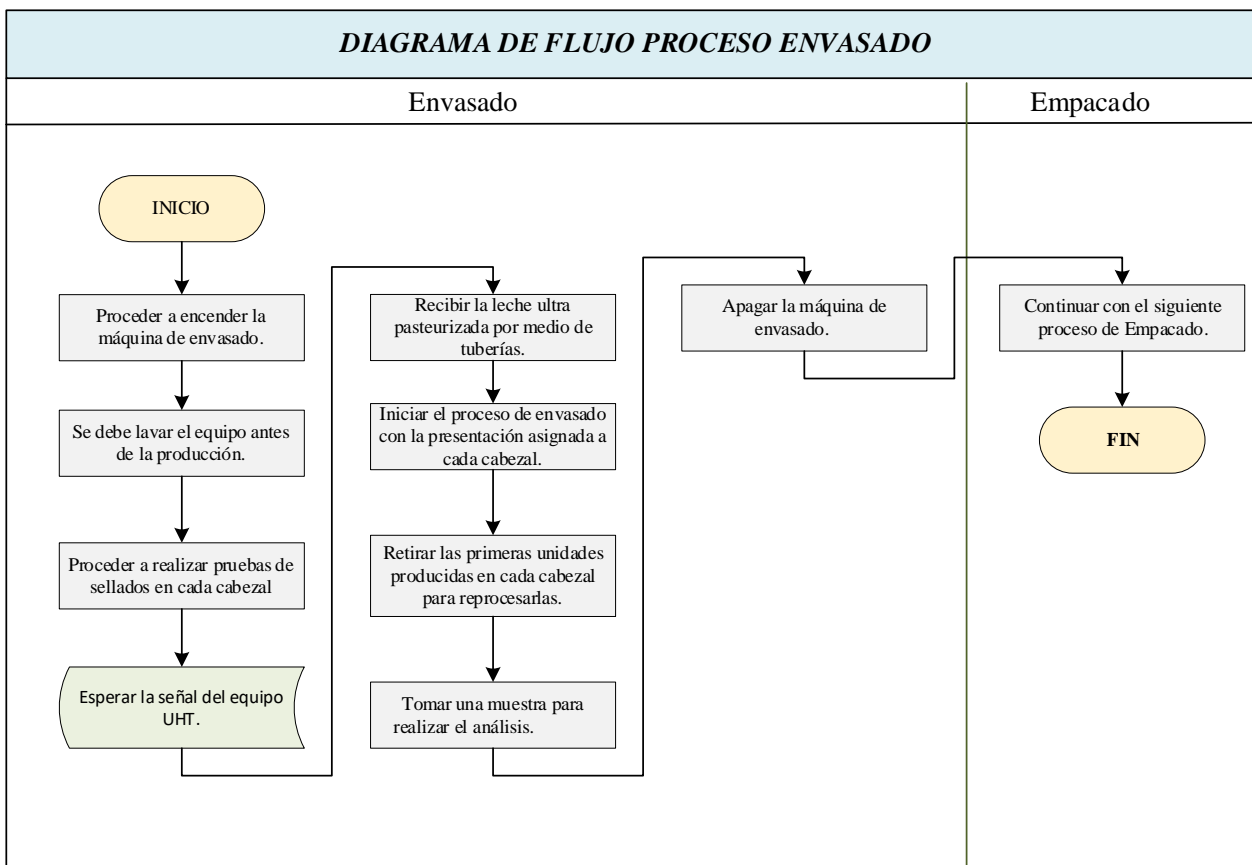 DIAGRAMA DE FLUJO PROCESO ENVASADO
Envasado
Empacado
INICIO
Proceder a encender la
máquina de envasado.
Se debe lavar el equipo antes
de la producción.
Proceder a realizar pruebas de
sellados en cada cabezal
Esperar la señal del equipo
UHT.
Recibir la leche ultra
pasteurizada por medio de
tuberías.
Iniciar el proceso de envasado
con la presentación asignada a
cada cabezal.
Retirar las primeras unidades
producidas en cada cabezal
para reprocesarlas.
Tomar una muestra para
realizar el análisis.
Apagar la máquina de
envasado.
Continuar con el siguiente
proceso de Empacado.
FIN